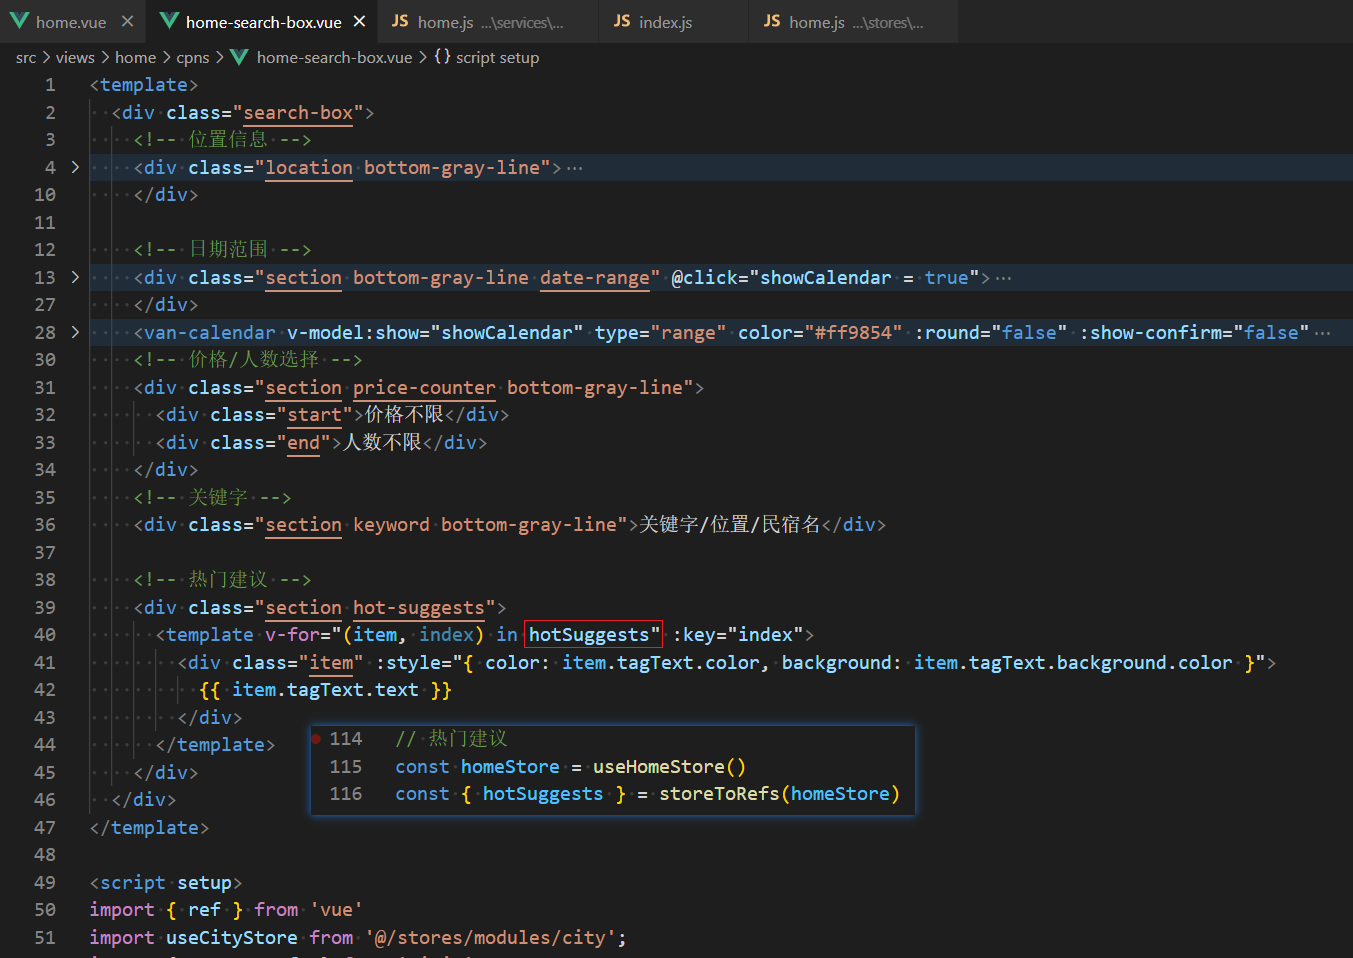 home.vue × home-search-box.vue × JS home.js ...\services\... JS index.js JS home.js ...\stores\...
src > views > home > cpns > home-search-box.vue > {} script setup
1 <template>
2 <div class="search-box">
3 <!-- 位置信息 -->
4 > <div class="location bottom-gray-line">···
10 </div>
11
12 <!-- 日期范围 -->
13 > <div class="section bottom-gray-line date-range" @click="showCalendar = true">···
27 </div>
28 > <van-calendar v-model:show="showCalendar" type="range" color="#ff9854" :round="false" :show-confirm="false"···
30 <!-- 价格/人数选择 -->
31 <div class="section price-counter bottom-gray-line">
32 <div class="start">价格不限</div>
33 <div class="end">人数不限</div>
34 </div>
35 <!-- 关键字 -->
36 <div class="section keyword bottom-gray-line">关键字/位置/民宿名</div>
37
38 <!-- 热门建议 -->
39 <div class="section hot-suggests">
40 <template v-for="(item, index) in hotSuggests" :key="index">
41 <div class="item" :style="{ color: item.tagText.color, background: item.tagText.background.color }">
42 {{ item.tagText.text }}
43 </div>
44 </template>
45 </div>
46 </div>
47 </template>
114 // 热门建议
115 const homeStore = useHomeStore()
116 const { hotSuggests } = storeToRefs(homeStore)
48
49 <script setup>
50 import { ref } from 'vue'
51 import useCityStore from '@/stores/modules/city';